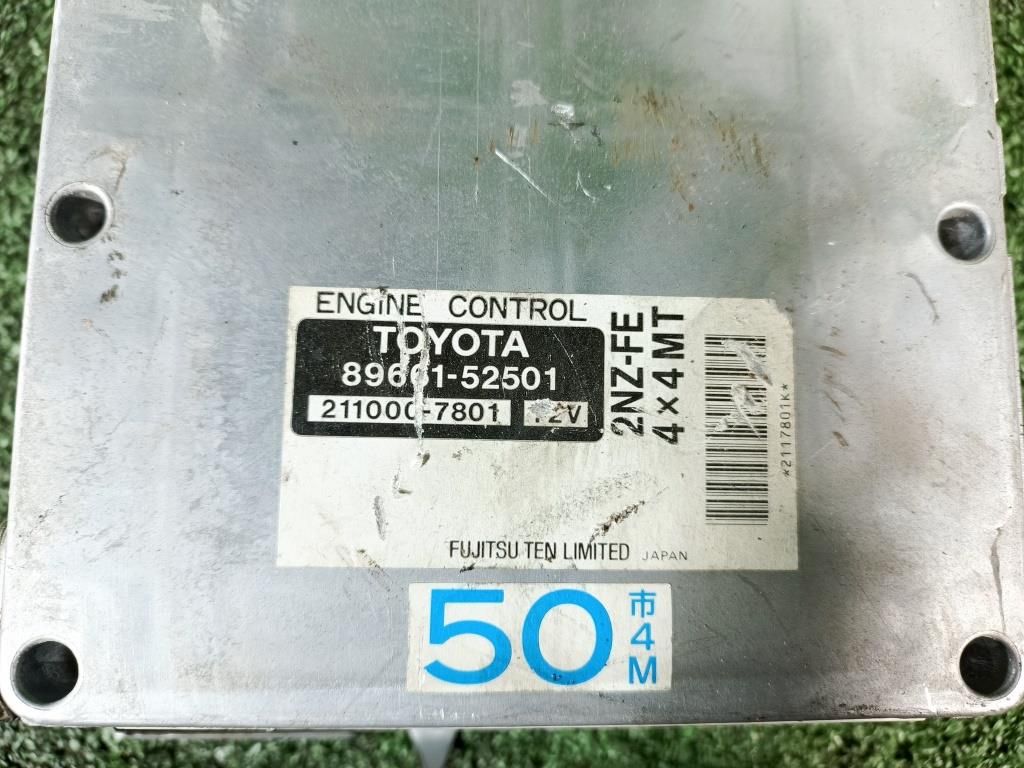 ENGINE CONTROL
TOYOTA
89661-52501
211000-7801 12V
2NZ-FE
4×4MT
*2117801K*
FUJITSU TEN LIMITED JAPAN
50
市4M